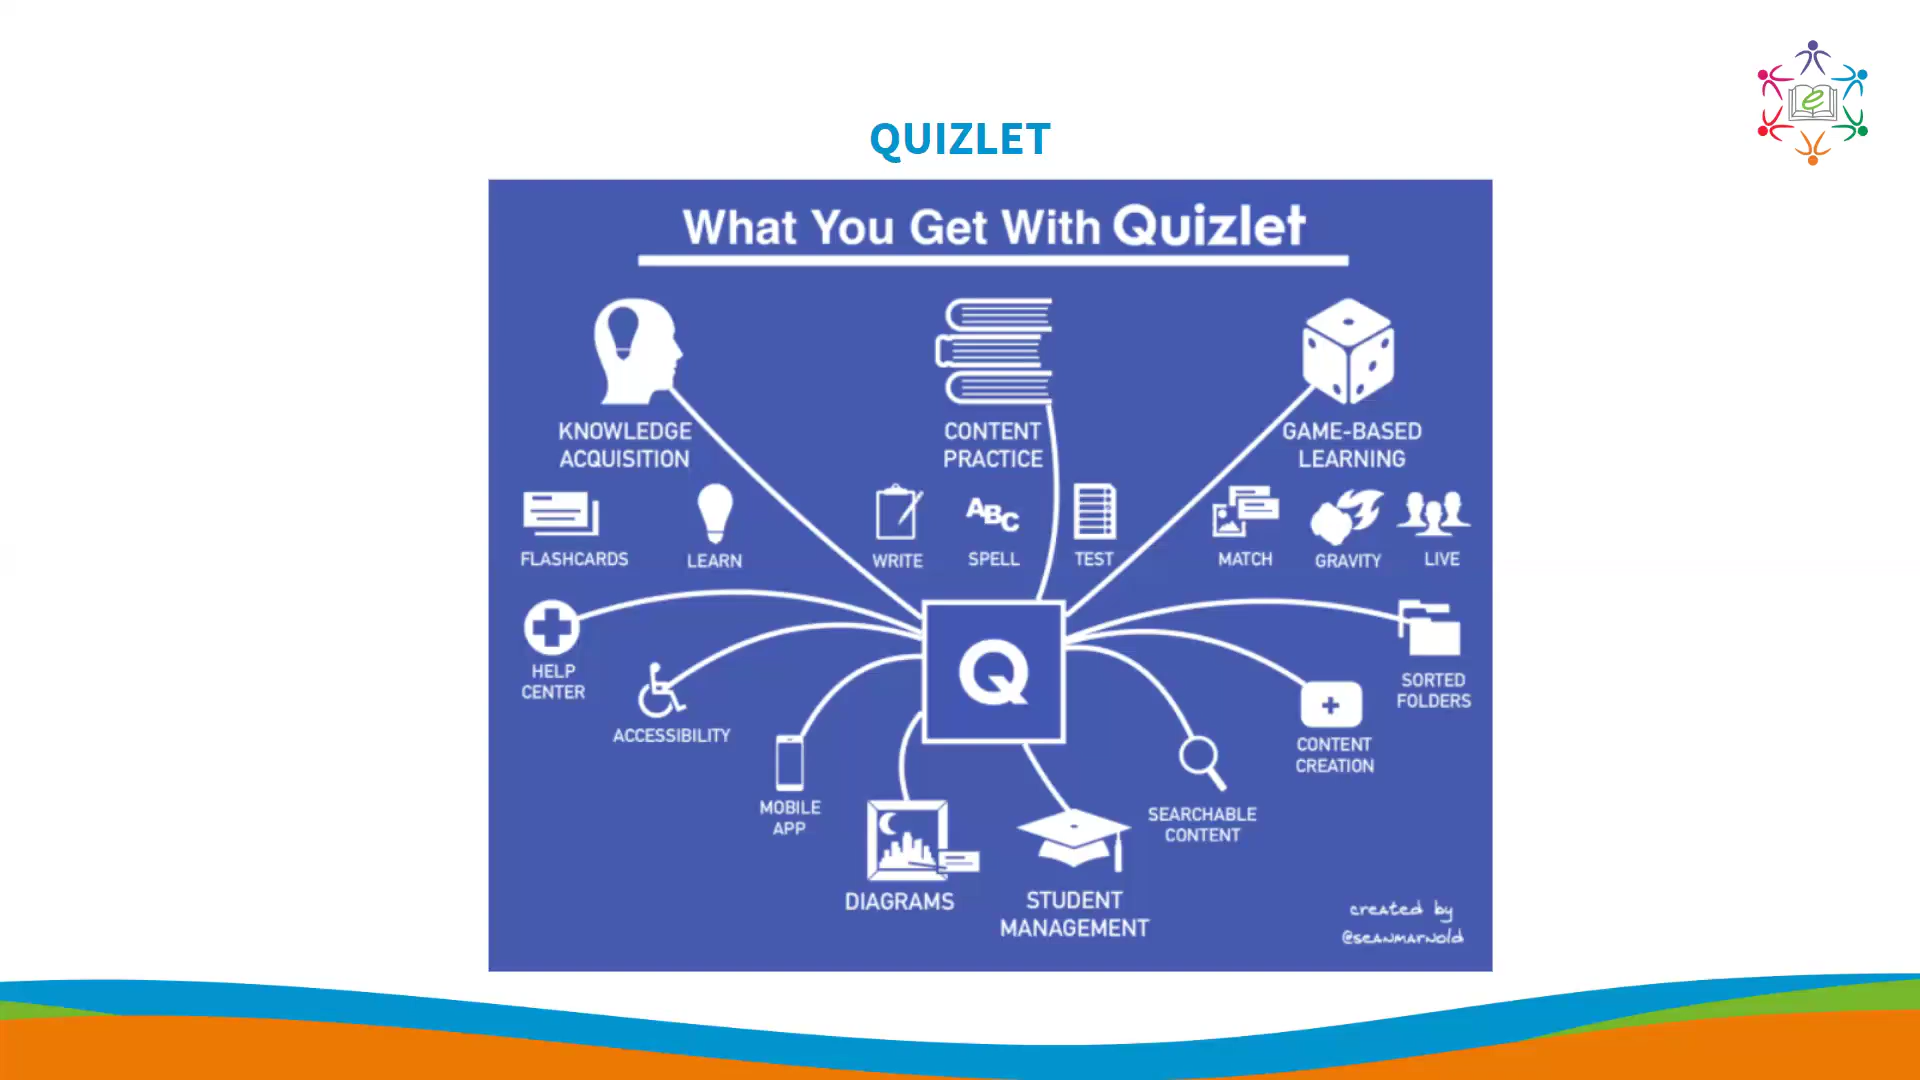 QUIZLET
What You Get With Quizlet
KNOWLEDGE
ACQUISITION
CONTENT
PRACTICE
GAME-BASED
LEARNING
FLASHCARDS
LEARN
WRITE
ABC
SPELL
TEST
MATCH
GRAVITY
LIVE
HELP
CENTER
ACCESSIBILITY
MOBILE
APP
DIAGRAMS
Q
STUDENT
MANAGEMENT
SEARCHABLE
CONTENT
CONTENT
CREATION
SORTED
FOLDERS
created by
@seanmarnold
e